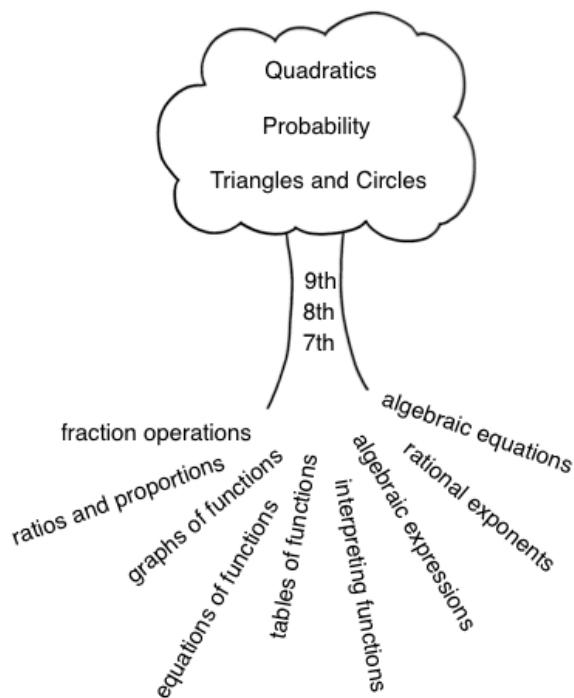 Quadratics
Probability
Triangles and Circles
9th
8th
7th
fraction operations
ratios and proportions
graphs of functions
equations of functions
tables of functions
interpreting functions
algebraic expressions
rational exponents
algebraic equations